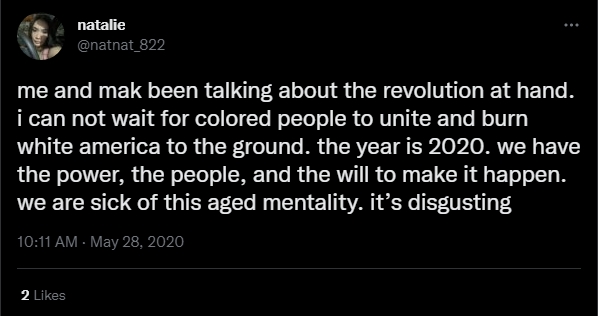 natalie
@natnat_822
me and mak been talking about the revolution at hand.
i can not wait for colored people to unite and burn
white america to the ground. the year is 2020. we have
the power, the people, and the will to make it happen.
we are sick of this aged mentality. it’s disgusting
10:11 AM · May 28, 2020
2 Likes